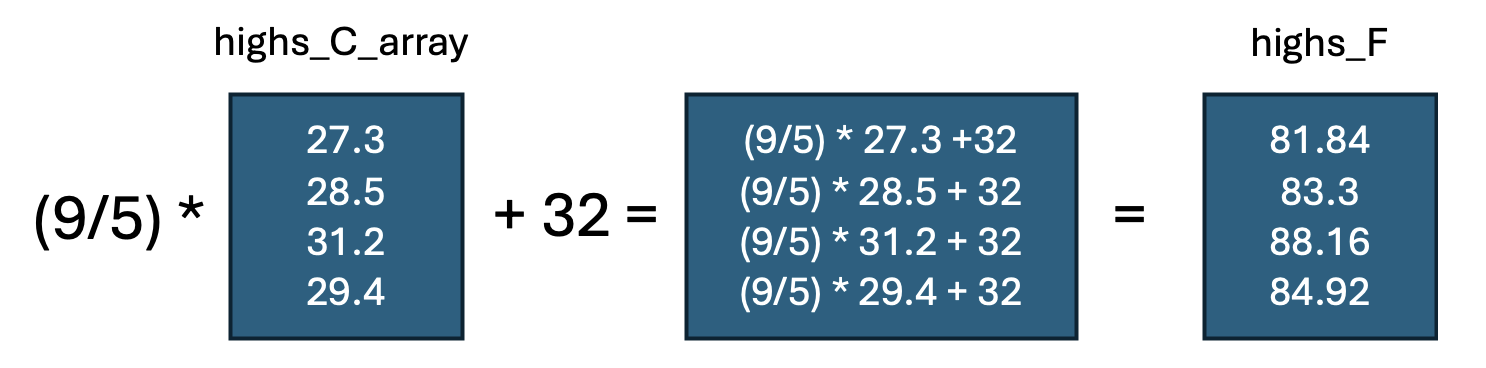 highs_C_array
highs_F
(9/5) *
27.3
28.5
31.2
29.4
+ 32 =
(9/5) * 27.3 +32
(9/5) * 28.5 + 32
(9/5) * 31.2 + 32
(9/5) * 29.4 + 32
=
81.84
83.3
88.16
84.92